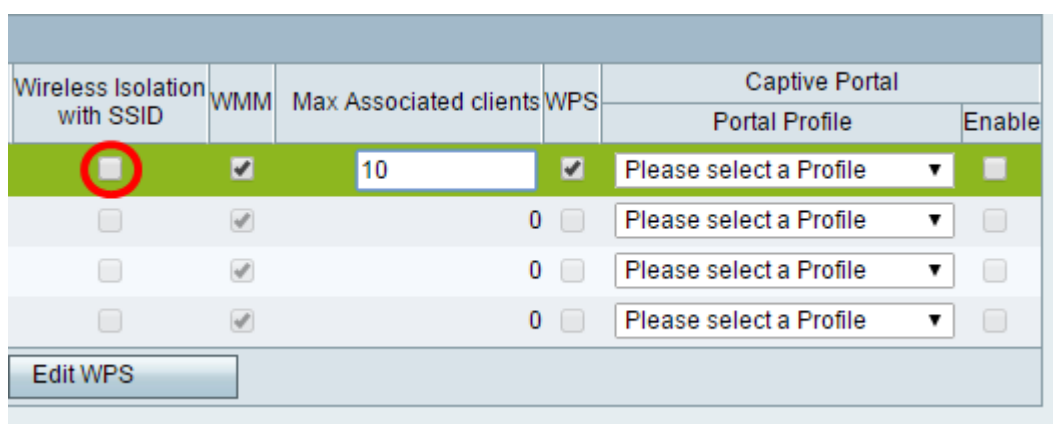 Wireless Isolation with SSID WMM Max Associated clients WPS Captive Portal
Portal Profile Enable
10 Please select a Profile
0 Please select a Profile
0 Please select a Profile
0 Please select a Profile
Edit WPS